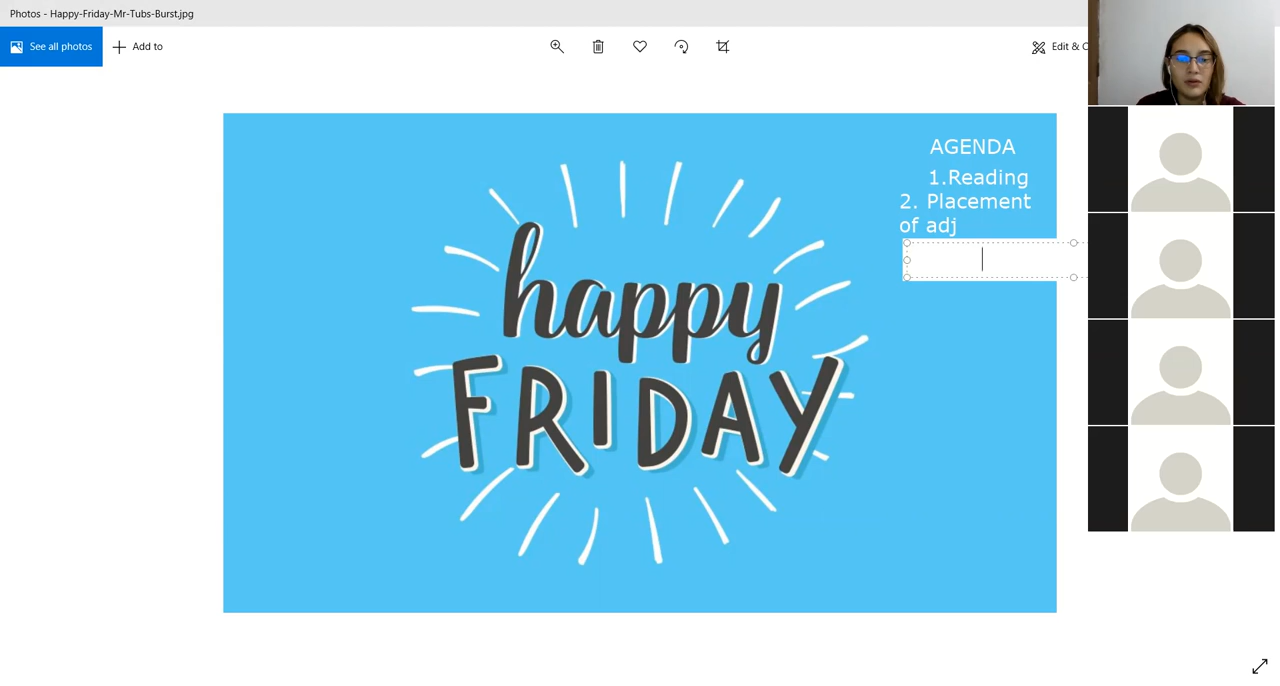 Photos - Happy-Friday-Mr-Tubs-Burst.jpg
See all photos
Add to
Edit & C
AGENDA
1.Reading
2. Placement
of adj
happy
FRIDAY